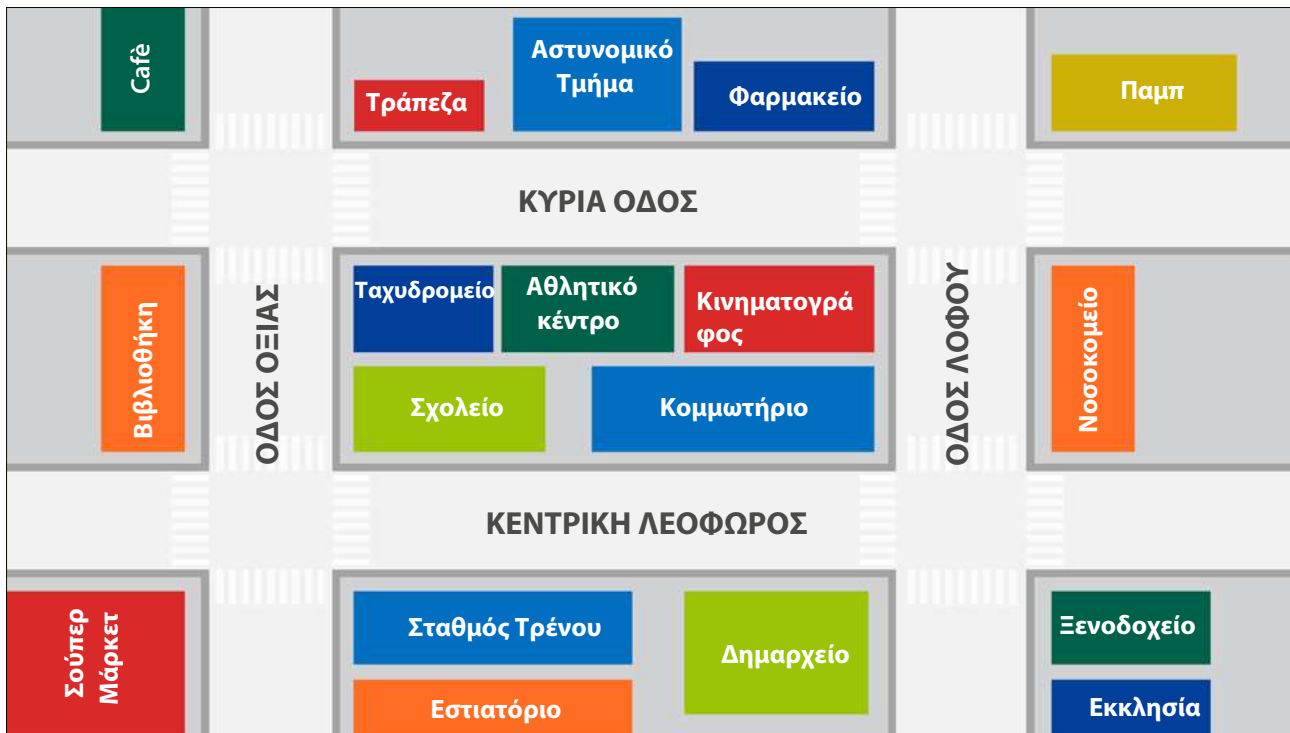 Cafè
Τράπεζα
Αστυνομικό
Τμήμα
Φαρμακείο
Παμπ
ΚΥΡΙΑ ΟΔΟΣ
Βιβλιοθήκη
ΟΔΟΣ ΟΞΙΑΣ
Ταχυδρομείο
Αθλητικό
κέντρο
Κινηματογρά
φος
Σχολείο
Κομμωτήριο
ΟΔΟΣ ΛΟΦΟΥ
Νοσοκομείο
ΚΕΝΤΡΙΚΗ ΛΕΟΦΩΡΟΣ
Σούπερ
Μάρκετ
Σταθμός Τρένου
Εστιατόριο
Δημαρχείο
Ξενοδοχείο
Εκκλησία